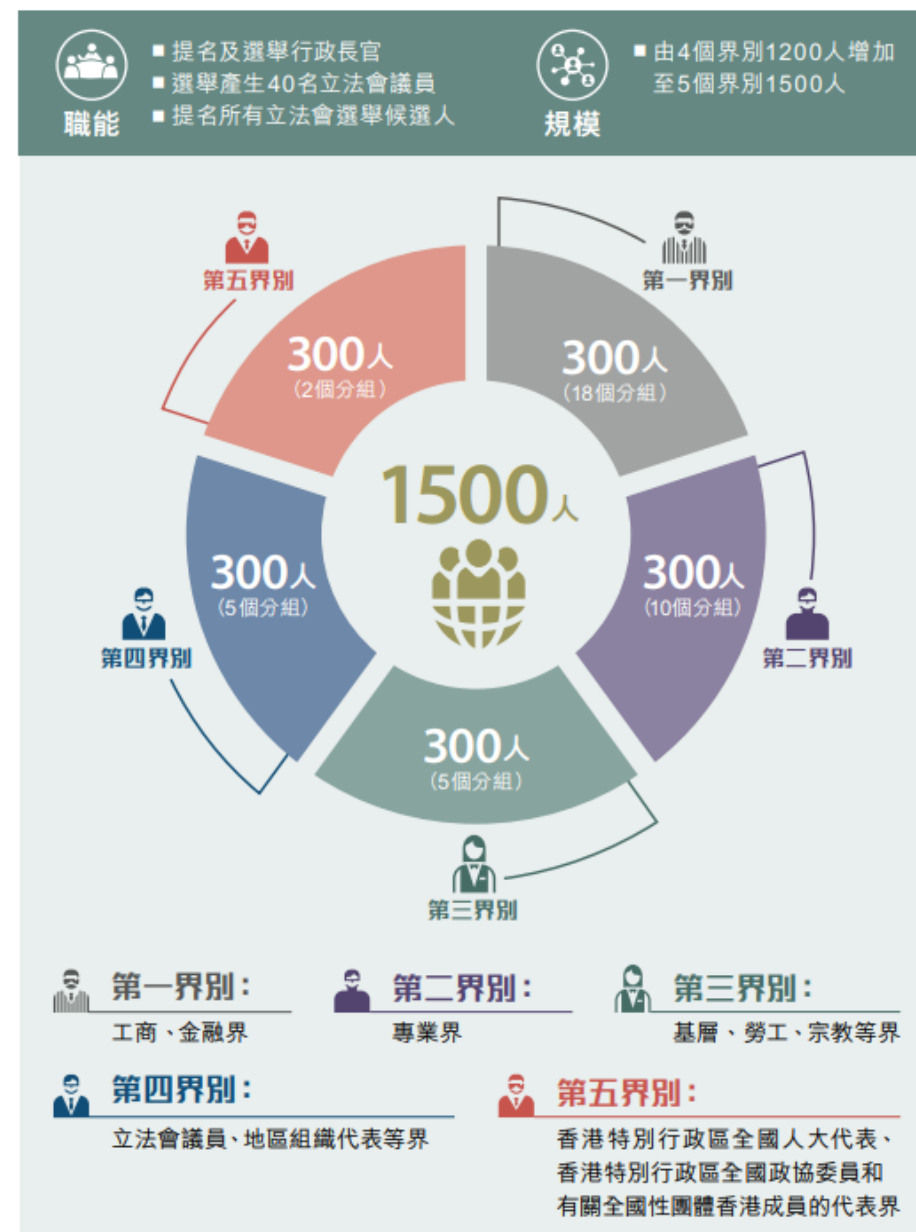 職能
■ 提名及選舉行政長官
■ 選舉產生40名立法會議員
■ 提名所有立法會選舉候選人
規模
■ 由4個界別1200人增加
至5個界別1500人
第五界別
300人
(2個分組)
第一界別
300人
(18個分組)
1500人
第四界別
300人
(5個分組)
第二界別
300人
(10個分組)
300人
(5個分組)
第三界別
第一界別：
工商、金融界
第二界別：
專業界
第三界別：
基層、勞工、宗教等界
第四界別：
立法會議員、地區組織代表等界
第五界別：
香港特別行政區全國人大代表、
香港特別行政區全國政協委員和
有關全國性團體香港成員的代表界